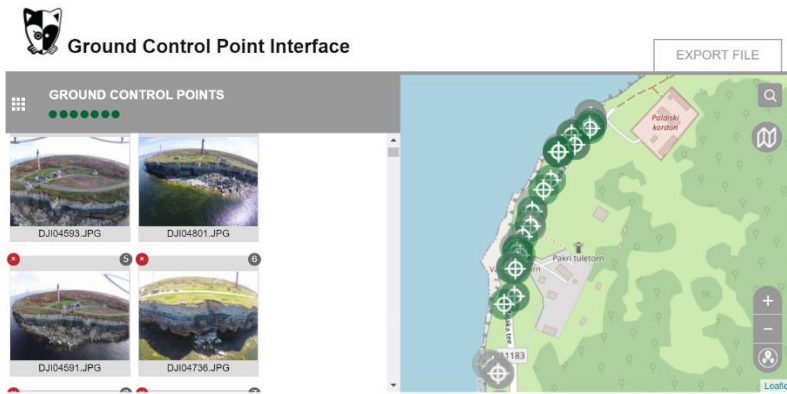 Ground Control Point Interface
EXPORT FILE
GROUND CONTROL POINTS
Paldiski
kordon
DJI04593.JPG
DJI04801.JPG
5
6
Pakri tuletorn
DJI04591.JPG
DJI04736.JPG
11183
+
−